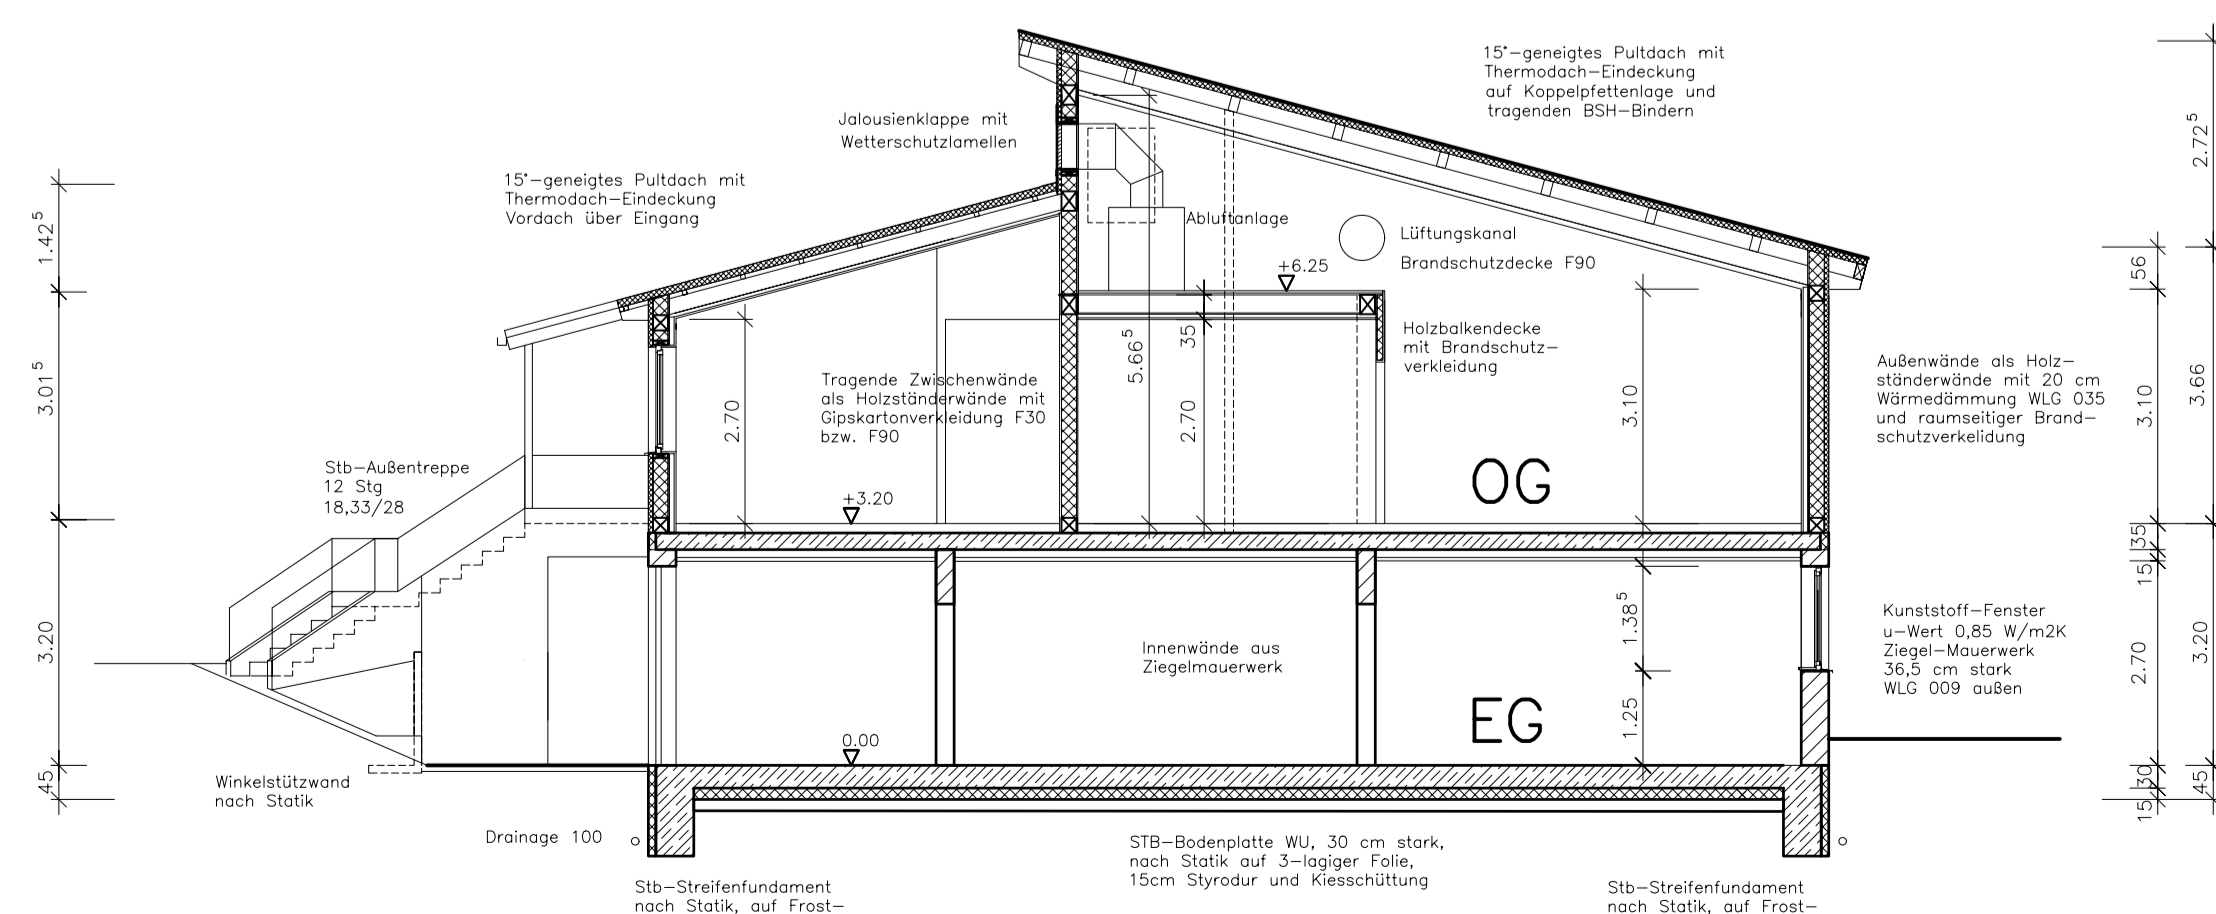 15°-geneigtes Pultdach mit
Thermodach-Eindeckung
auf Koppelpfettenlage und
tragenden BSH-Bindern
Jalousienklappe mit
Wetterschutzlamellen
15°-geneigtes Pultdach mit
Thermodach-Eindeckung
Vordach über Eingang
Abluftanlage
Lüftungskanal
Brandschutzdecke F90
+6.25
Holzbalkendecke
mit Brandschutz-
verkleidung
Tragende Zwischenwände
als Holzständerwände mit
Gipskartonverkleidung F30
bzw. F90
Außenwände als Holz-
ständerwände mit 20 cm
Wärmedämmung WLG 035
und raumseitiger Brand-
schutzverkelidung
Stb-Außentreppe
12 Stg
18,33/28
+3.20
OG
2.70
5.66⁵
35
2.70
3.10
1.42⁵
3.01⁵
3.20
45
2.72⁵
3.66
3.20
45
56
3.10
35
15
2.70
30
15
1.38⁵
1.25
Innenwände aus
Ziegelmauerwerk
Kunststoff-Fenster
u-Wert 0,85 W/m2K
Ziegel-Mauerwerk
36,5 cm stark
WLG 009 außen
EG
0.00
Winkelstützwand
nach Statik
Drainage 100
STB-Bodenplatte WU, 30 cm stark,
nach Statik auf 3-lagiger Folie,
15cm Styrodur und Kiesschüttung
Stb-Streifenfundament
nach Statik, auf Frost-
Stb-Streifenfundament
nach Statik, auf Frost-